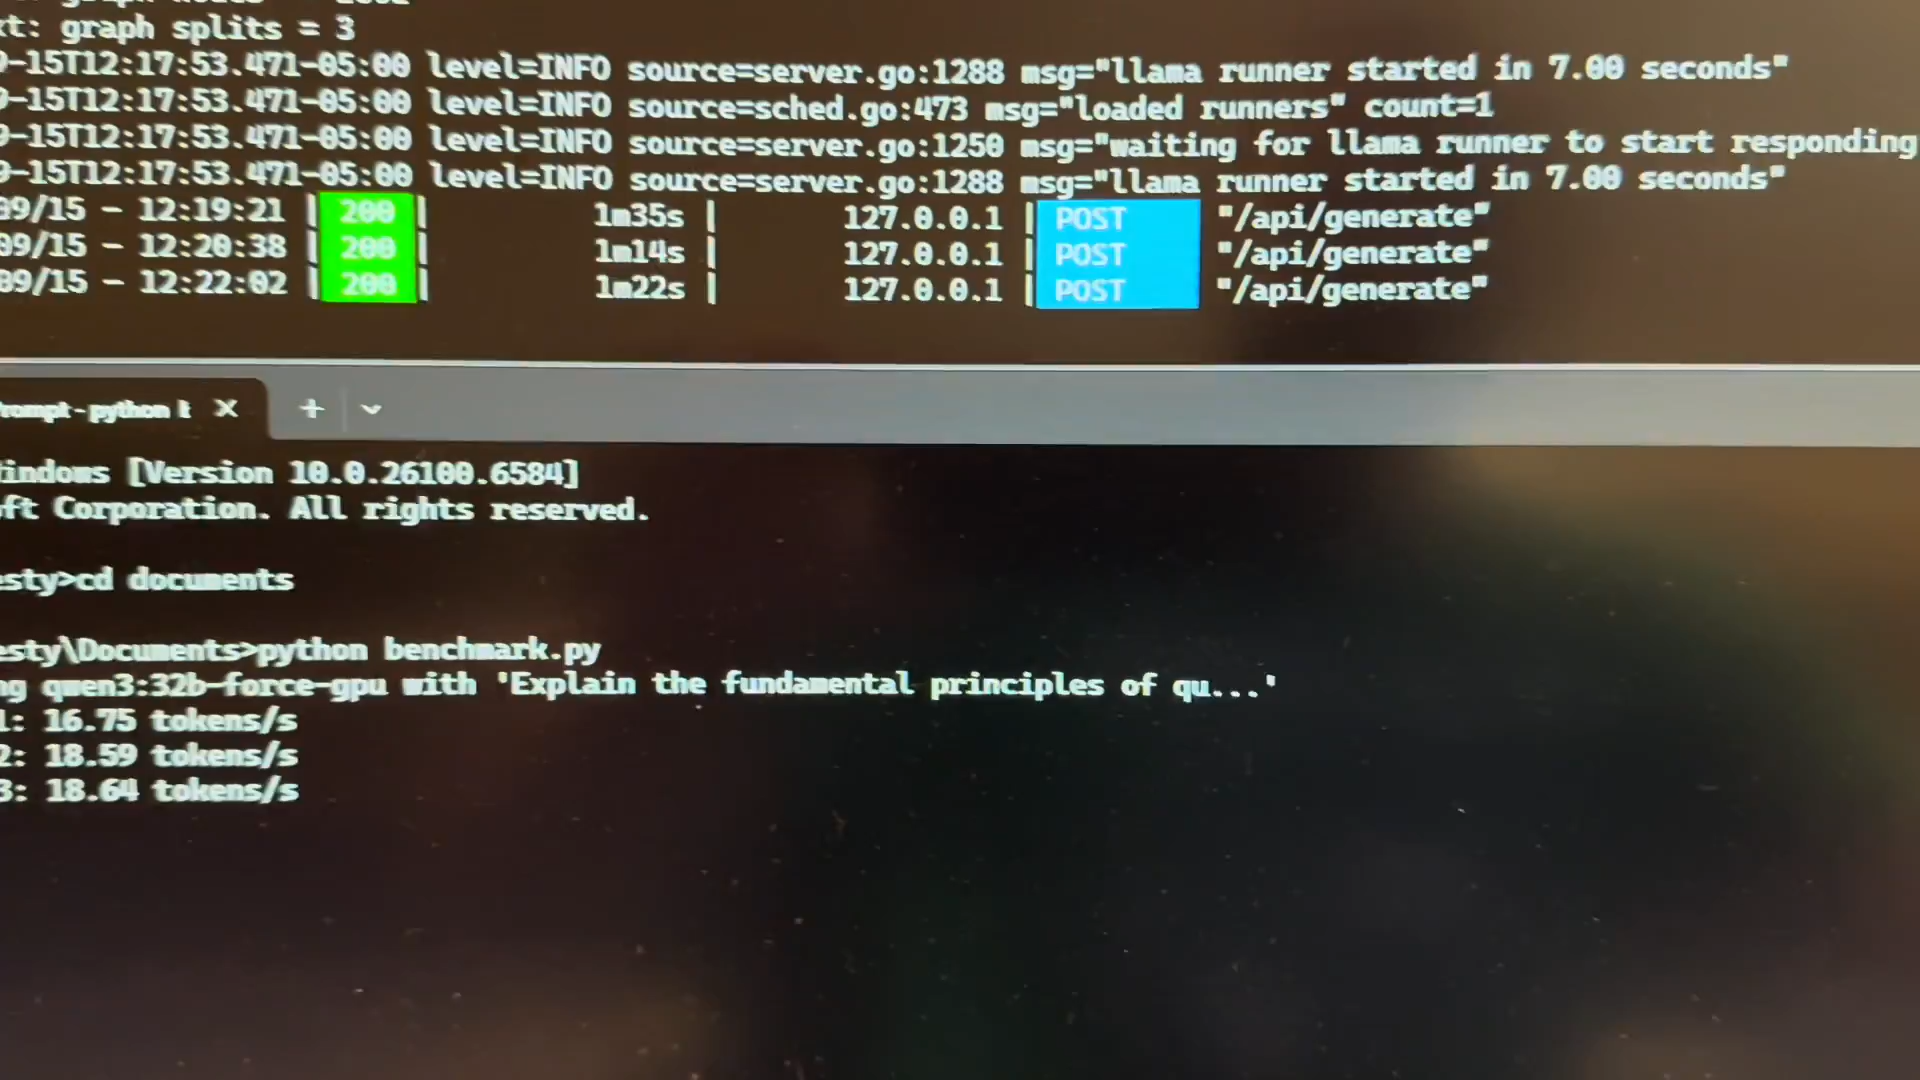 xt: graph splits = 3
9-15T12:17:53.471-05:00 level=INFO source=server.go:1288 msg="llama runner started in 7.00 seconds"
9-15T12:17:53.471-05:00 level=INFO source=sched.go:473 msg="loaded runners" count=1
9-15T12:17:53.471-05:00 level=INFO source=server.go:1250 msg="waiting for llama runner to start responding
9-15T12:17:53.471-05:00 level=INFO source=server.go:1288 msg="llama runner started in 7.00 seconds"
09/15 - 12:19:21 | 200 | 1m35s | 127.0.0.1 | POST "/api/generate"
09/15 - 12:20:38 | 200 | 1m14s | 127.0.0.1 | POST "/api/generate"
09/15 - 12:22:02 | 200 | 1m22s | 127.0.0.1 | POST "/api/generate"
rompt - python b × +
indows [Version 10.0.26100.6584]
ft Corporation. All rights reserved.
esty>cd documents
esty\Documents>python benchmark.py
ng qwen3:32b-force-gpu with 'Explain the fundamental principles of qu...'
1: 16.75 tokens/s
2: 18.59 tokens/s
3: 18.64 tokens/s